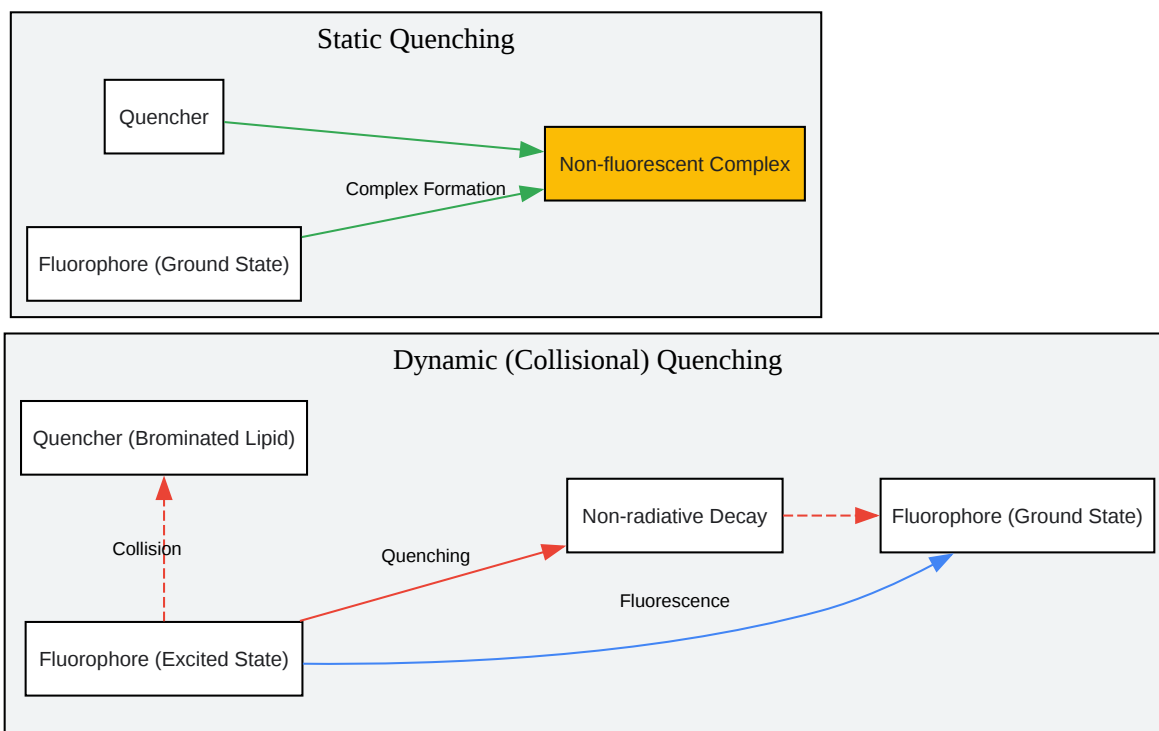 Static Quenching
Quencher
Non-fluorescent Complex
Complex Formation
Fluorophore (Ground State)
Dynamic (Collisional) Quenching
Quencher (Brominated Lipid)
Non-radiative Decay
Fluorophore (Ground State)
Collision
Quenching
Fluorescence
Fluorophore (Excited State)